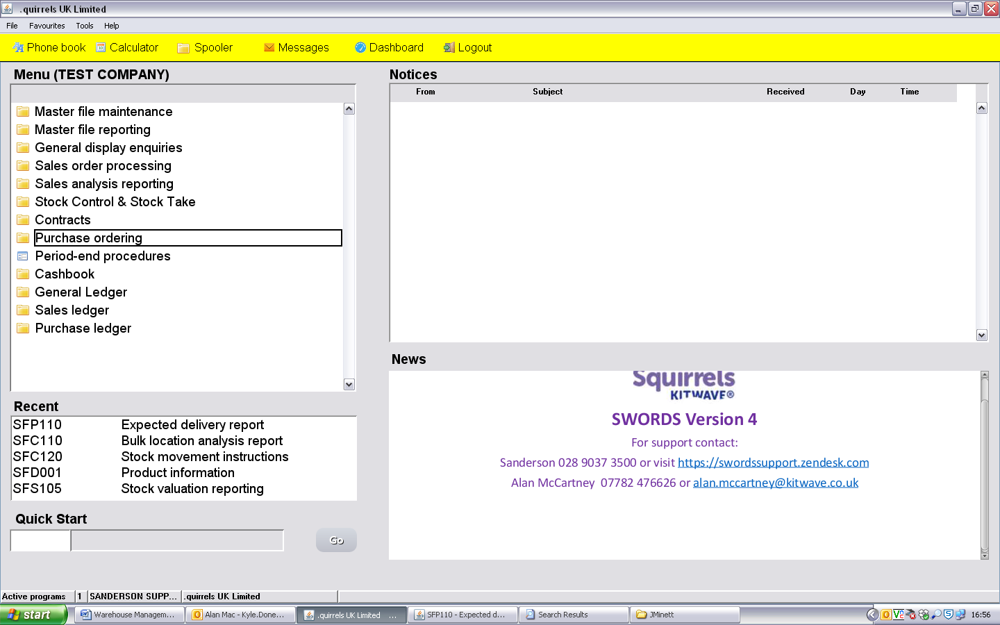 .quirrels UK Limited
File Favourites Tools Help
Phone book Calculator Spooler Messages Dashboard Logout
Menu (TEST COMPANY)
Master file maintenance
Master file reporting
General display enquiries
Sales order processing
Sales analysis reporting
Stock Control & Stock Take
Contracts
Purchase ordering
Period-end procedures
Cashbook
General Ledger
Sales ledger
Purchase ledger
Recent
SFP110 Expected delivery report
SFC110 Bulk location analysis report
SFC120 Stock movement instructions
SFD001 Product information
SFS105 Stock valuation reporting
Quick Start
Go
Notices
From Subject Received Day Time
News
Squirrels
KITWAVE®
SWORDS Version 4
For support contact:
Sanderson 028 9037 3500 or visit https://swordssupport.zendesk.com
Alan McCartney 07782 476626 or alan.mccartney@kitwave.co.uk
Active programs 1 SANDERSON SUPP... .quirrels UK Limited
start Warehouse Managem... Alan Mac - Kyle.Done... .quirrels UK Limited ... SFP110 - Expected d... Search Results JMinett 16:56